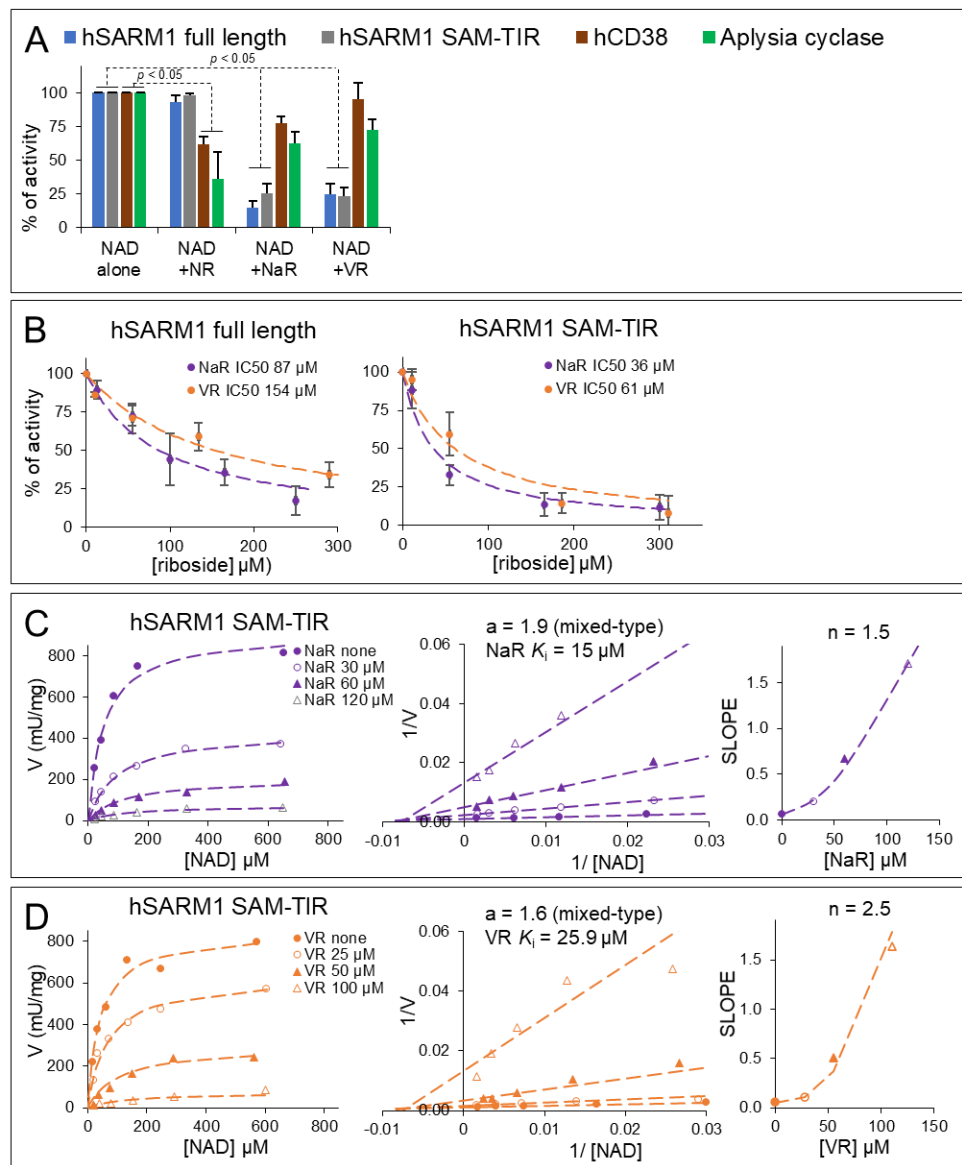 A
hSARM1 full length
hSARM1 SAM-TIR
hCD38
Aplysia cyclase
p < 0.05
p < 0.05
% of activity
100
75
50
25
0
NAD alone
NAD +NR
NAD +NaR
NAD +VR
B
hSARM1 full length
NaR IC50 87 µM
VR IC50 154 µM
% of activity
100
75
50
25
0
0 100 200 300
[riboside] µM)
hSARM1 SAM-TIR
NaR IC50 36 µM
VR IC50 61 µM
100
75
50
25
0
0 100 200 300
[riboside] µM)
C
hSARM1 SAM-TIR
NaR none
NaR 30 µM
NaR 60 µM
NaR 120 µM
V (mU/mg)
800
600
400
200
0
0 200 400 600
[NAD] µM
a = 1.9 (mixed-type)
NaR Ki = 15 µM
1/V
0.06
0.04
0.02
0.00
-0.01 0 0.01 0.02 0.03
1/ [NAD]
n = 1.5
SLOPE
1.5
1.0
0.5
0.0
0 50 100 150
[NaR] µM
D
hSARM1 SAM-TIR
VR none
VR 25 µM
VR 50 µM
VR 100 µM
V (mU/mg)
800
600
400
200
0
0 200 400 600
[NAD] µM
a = 1.6 (mixed-type)
VR Ki = 25.9 µM
1/V
0.06
0.04
0.02
0.00
-0.01 0 0.01 0.02 0.03
1/ [NAD]
n = 2.5
SLOPE
1.5
1.0
0.5
0.0
0 50 100 150
[VR] µM